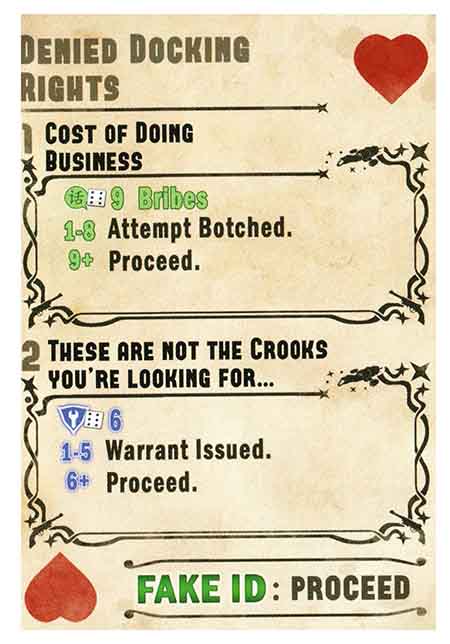 DENIED DOCKING
RIGHTS
1 COST OF DOING
BUSINESS
话 9 Bribes
1-8 Attempt Botched.
9+ Proceed.
2 THESE ARE NOT THE CROOKS
YOU'RE LOOKING FOR...
6
1-5 Warrant Issued.
6+ Proceed.
FAKE ID: PROCEED